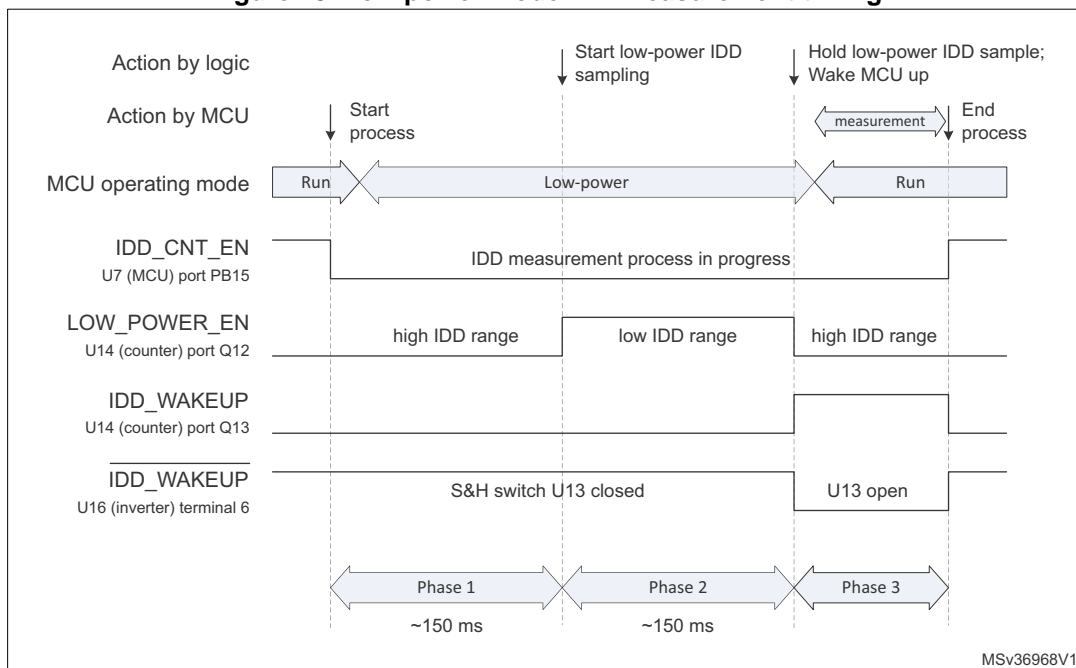 Action by logic
Start low-power IDD
sampling
Hold low-power IDD sample;
Wake MCU up
Action by MCU
Start
process
measurement
End
process
MCU operating mode
Run
Low-power
Run
IDD_CNT_EN
U7 (MCU) port PB15
IDD measurement process in progress
LOW_POWER_EN
U14 (counter) port Q12
high IDD range
low IDD range
high IDD range
IDD_WAKEUP
U14 (counter) port Q13
IDD_WAKEUP
U16 (inverter) terminal 6
S&H switch U13 closed
U13 open
Phase 1
Phase 2
Phase 3
~150 ms
~150 ms
MSv36968V1